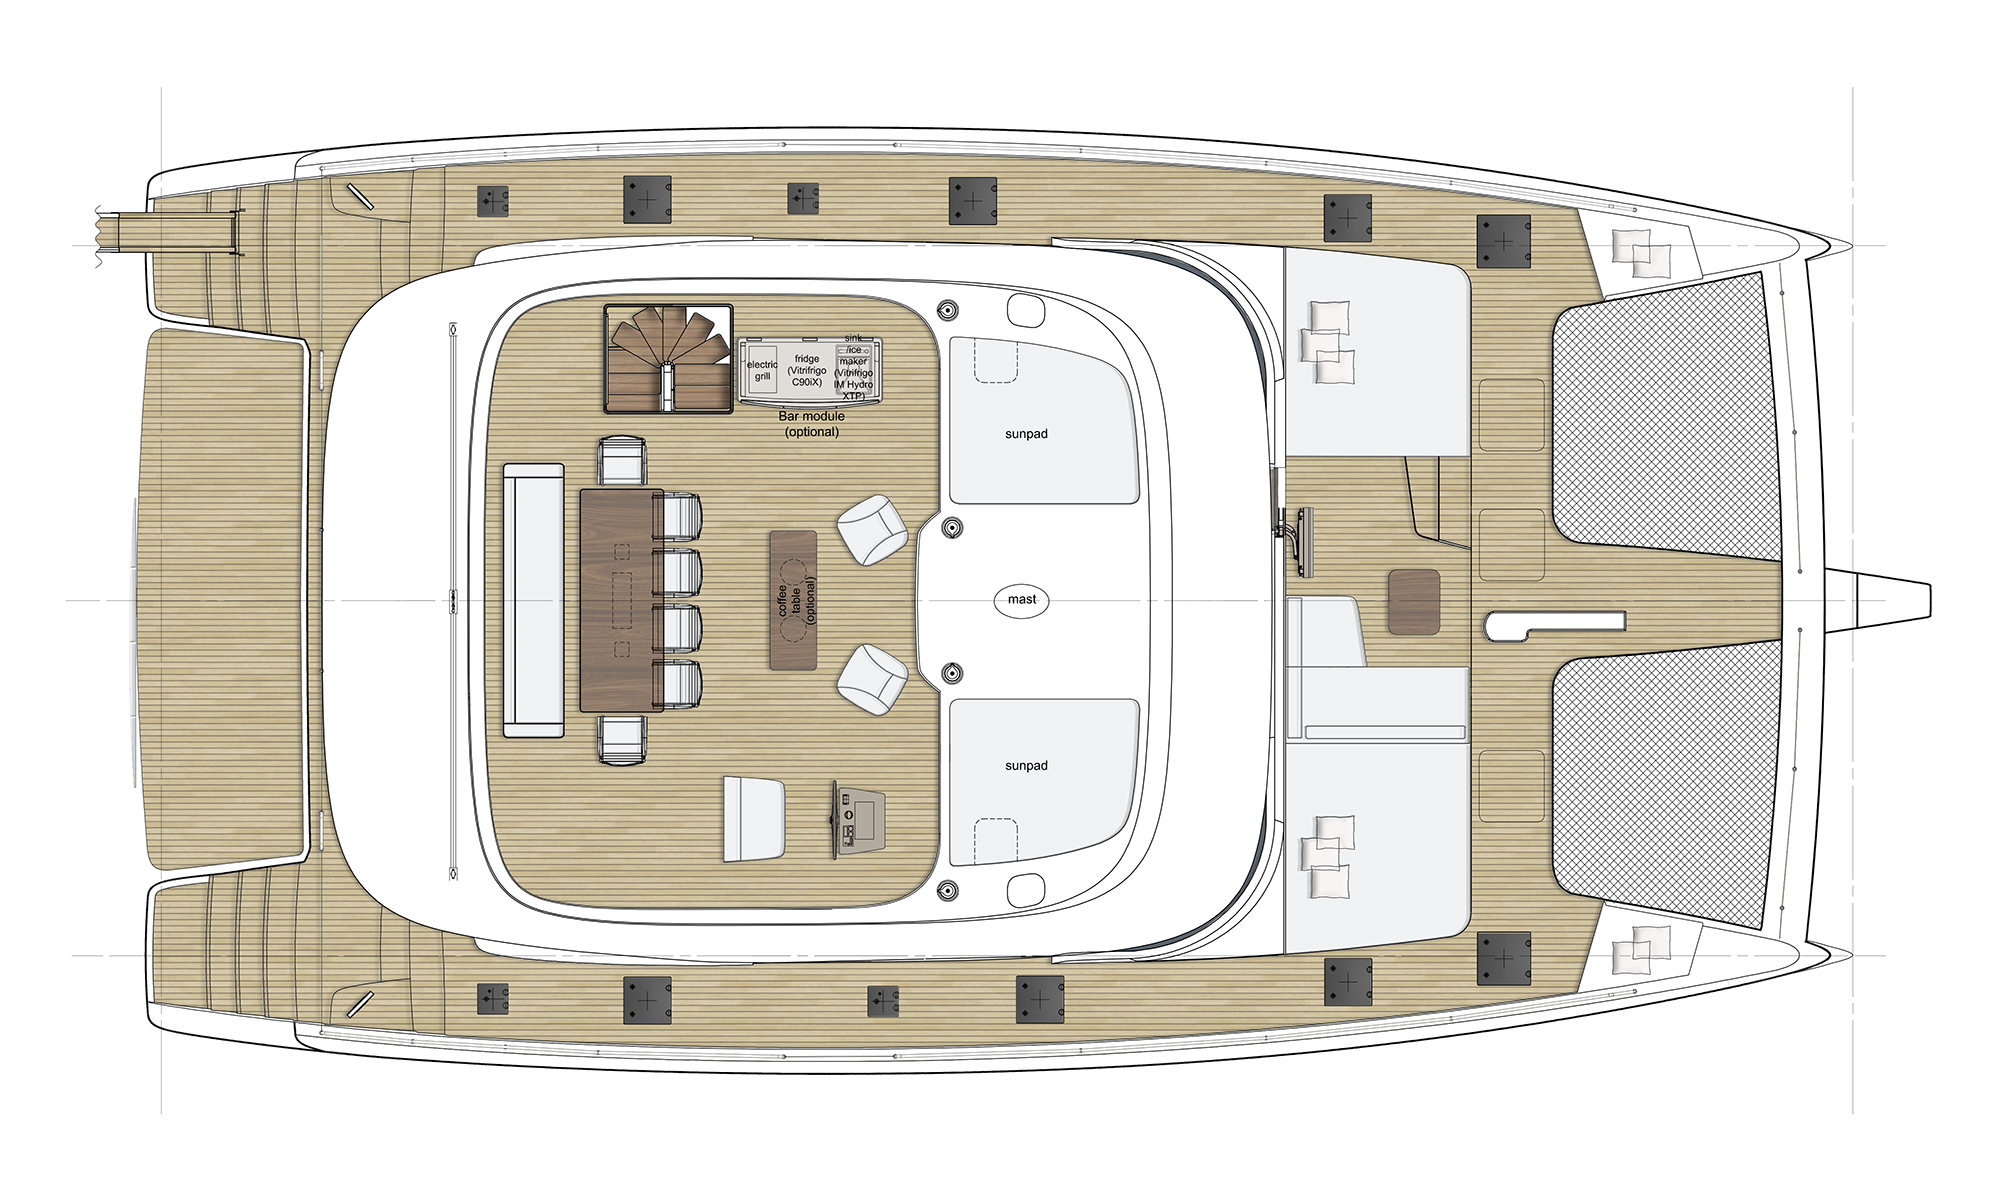 electric
grill
fridge
(Vitrifrigo
C90iX)
sink
/ice
maker
(Vitrifrigo
IM Hydro
XTP)
Bar module
(optional)
sunpad
coffee
table
(optional)
mast
sunpad